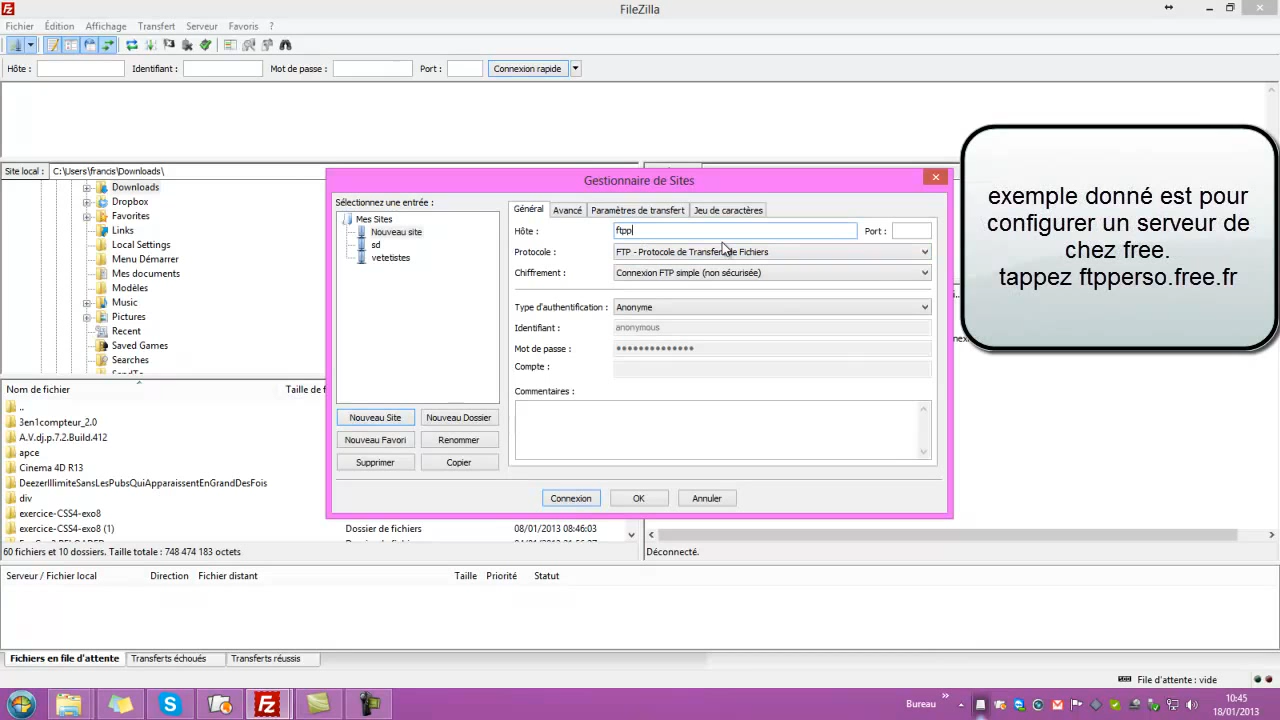 FileZilla
Fichier Édition Affichage Transfert Serveur Favoris ?
Hôte : Identifiant : Mot de passe : Port : Connexion rapide
Site local : C:\Users\francis\Downloads\
Downloads
Dropbox
Favorites
Links
Local Settings
Menu Démarrer
Mes documents
Modèles
Music
Pictures
Recent
Saved Games
Searches
SendTo
Nom de fichier Taille de f
..
3en1compteur_2.0
A.V.dj.p.7.2.Build.412
apce
Cinema 4D R13
DeezerIllimiteSansLesPubsQuiApparaissentEnGrandDesFois
div
exercice-CSS4-exo8
exercice-CSS4-exo8 (1) Dossier de fichiers 08/01/2013 08:46:03
60 fichiers et 10 dossiers. Taille totale : 748 474 183 octets
Déconnecté.
Gestionnaire de Sites
Sélectionnez une entrée :
Mes Sites
Nouveau site
sd
vetetistes
Nouveau Site Nouveau Dossier
Nouveau Favori Renommer
Supprimer Copier
Général Avancé Paramètres de transfert Jeu de caractères
Hôte : ftpp Port :
Protocole : FTP - Protocole de Transfert de Fichiers
Chiffrement : Connexion FTP simple (non sécurisée)
Type d'authentification : Anonyme
Identifiant : anonymous
Mot de passe : ••••••••••••••
Compte :
Commentaires :
Connexion OK Annuler
exemple donné est pour
configurer un serveur de
chez free.
tappez ftpperso.free.fr
Serveur / Fichier local Direction Fichier distant Taille Priorité Statut
Fichiers en file d'attente Transferts échoués Transferts réussis
File d'attente : vide
Bureau
10:45
18/01/2013